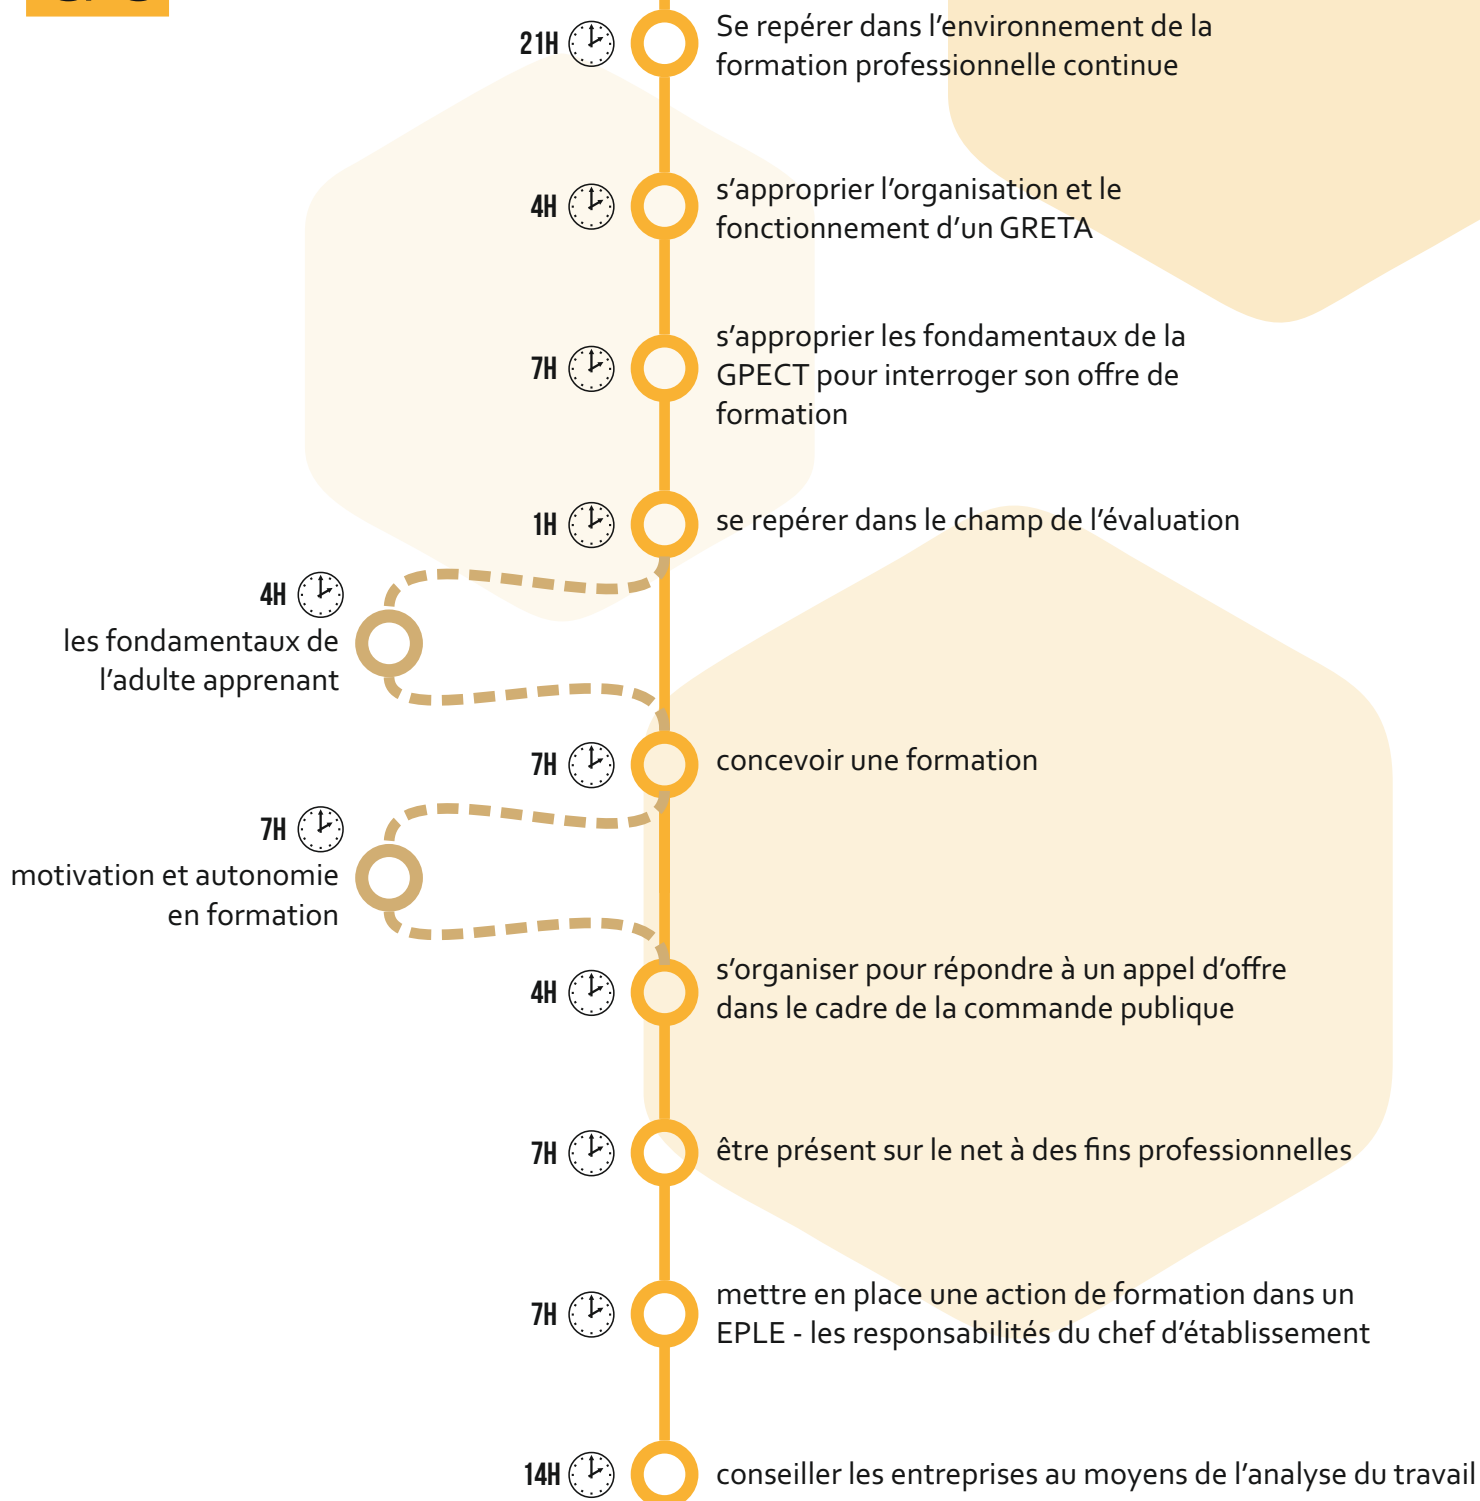 21H
Se repérer dans l'environnement de la
formation professionnelle continue
4H
s'approprier l'organisation et le
fonctionnement d'un GRETA
7H
s'approprier les fondamentaux de la
GPECT pour interroger son offre de
formation
1H
se repérer dans le champ de l'évaluation
4H
les fondamentaux de
l'adulte apprenant
7H
concevoir une formation
7H
motivation et autonomie
en formation
4H
s'organiser pour répondre à un appel d'offre
dans le cadre de la commande publique
7H
être présent sur le net à des fins professionnelles
7H
mettre en place une action de formation dans un
EPLE - les responsabilités du chef d'établissement
14H
conseiller les entreprises au moyens de l'analyse du travail